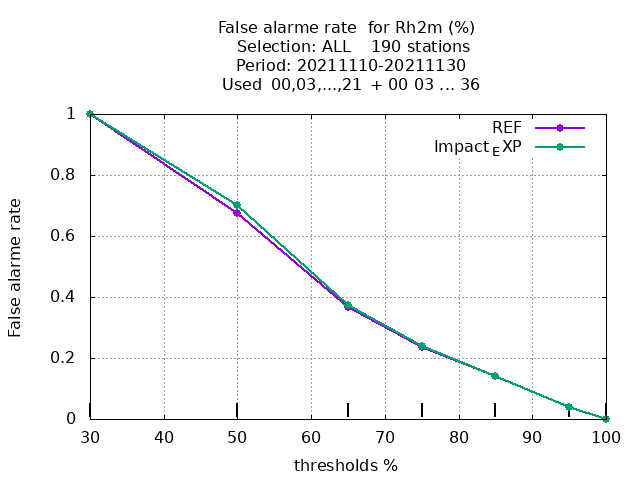 False alarme rate for Rh2m (%)
Selection: ALL 190 stations
Period: 20211110-20211130
Used 00,03,...,21 + 00 03 ... 36
REF
Impact_EXP
False alarme rate
1
0.8
0.6
0.4
0.2
0
30 40 50 60 70 80 90 100
thresholds %